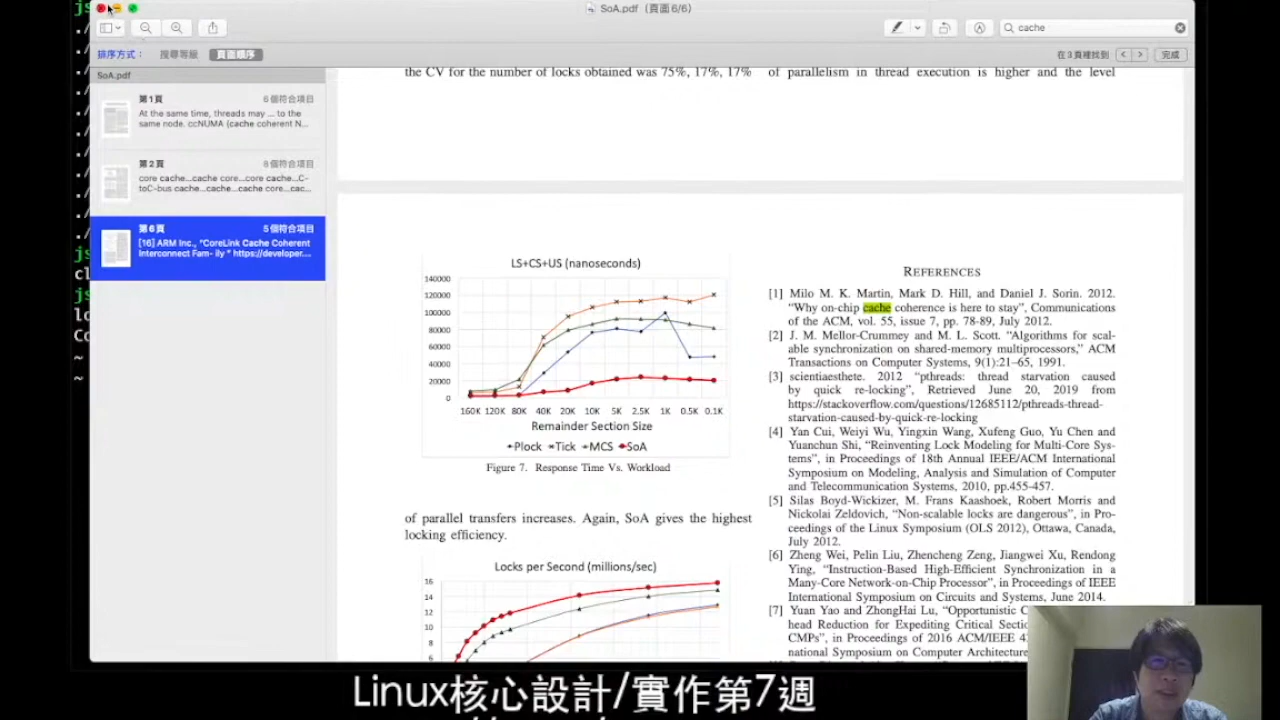 js
SoA.pdf (頁面 6/6)
cache
排序方式：
搜尋等級
頁面順序
在3頁裡找到
完成
SoA.pdf
第1頁
6個符合項目
At the same time, threads may ... to the
same node. ccNUMA (cache coherent N...
第2頁
6個符合項目
core cache...cache core...core cache...C-
toC-bus cache...cache...cache core...cac...
第6頁
5個符合項目
[16] ARM Inc., "CoreLink Cache Coherent
Interconnect Fam- ily " https://developer....
the CV for the number of locks obtained was 75%, 17%, 17%
of parallelism in thread execution is higher and the level
LS+CS+US (nanoseconds)
140000
120000
100000
80000
60000
40000
20000
0
160K 120K 80K 40K 20K 10K 5K 2.5K 1K 0.5K 0.1K
Remainder Section Size
Plock Tick MCS SoA
Figure 7. Response Time Vs. Workload
of parallel transfers increases. Again, SoA gives the highest
locking efficiency.
Locks per Second (millions/sec)
16
14
12
10
8
6
REFERENCES
[1] Milo M. K. Martin, Mark D. Hill, and Daniel J. Sorin. 2012.
"Why on-chip cache coherence is here to stay", Communications
of the ACM, vol. 55, issue 7, pp. 78-89, July 2012.
[2] J. M. Mellor-Crummey and M. L. Scott. "Algorithms for scal-
able synchronization on shared-memory multiprocessors," ACM
Transactions on Computer Systems, 9(1):21–65, 1991.
[3] scientiaesthete. 2012 "pthreads: thread starvation caused
by quick re-locking", Retrieved June 20, 2019 from
https://stackoverflow.com/questions/12685112/pthreads-thread-
starvation-caused-by-quick-re-locking
[4] Yan Cui, Weiyi Wu, Yingxin Wang, Xufeng Guo, Yu Chen and
Yuanchun Shi, "Reinventing Lock Modeling for Multi-Core Sys-
tems", in Proceedings of 18th Annual IEEE/ACM International
Symposium on Modeling, Analysis and Simulation of Computer
and Telecommunication Systems, 2010, pp.455-457.
[5] Silas Boyd-Wickizer, M. Frans Kaashoek, Robert Morris and
Nickolai Zeldovich, "Non-scalable locks are dangerous", in Pro-
ceedings of the Linux Symposium (OLS 2012), Ottawa, Canada,
July 2012.
[6] Zheng Wei, Pelin Liu, Zhencheng Zeng, Jiangwei Xu, Rendong
Ying, "Instruction-Based High-Efficient Synchronization in a
Many-Core Network-on-Chip Processor", in Proceedings of IEEE
International Symposium on Circuits and Systems, June 2014.
[7] Yuan Yao and ZhongHai Lu, "Opportunistic
head Reduction for Expediting Critical Secti
CMPs", in Proceedings of 2016 ACM/IEEE 4
national Symposium on Computer Architecture
Linux核心設計/實作第7週